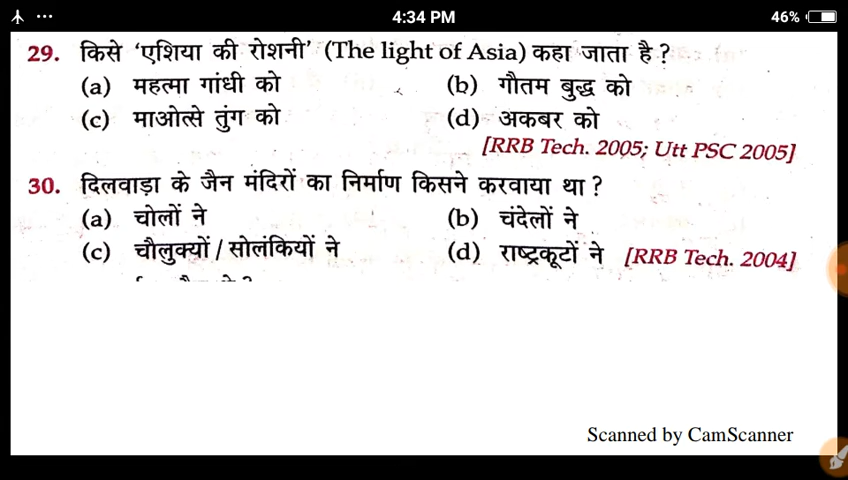 4:34 PM
46%
29. किसे ‘एशिया की रोशनी’ (The light of Asia) कहा जाता है ?
(a) महत्मा गांधी को (b) गौतम बुद्ध को
(c) माओत्से तुंग को (d) अकबर को
[RRB Tech. 2005; Utt PSC 2005]
30. दिलवाड़ा के जैन मंदिरों का निर्माण किसने करवाया था ?
(a) चोलों ने (b) चंदेलों ने
(c) चौलुक्यों / सोलंकियों ने (d) राष्ट्रकूटों ने [RRB Tech. 2004]
Scanned by CamScanner